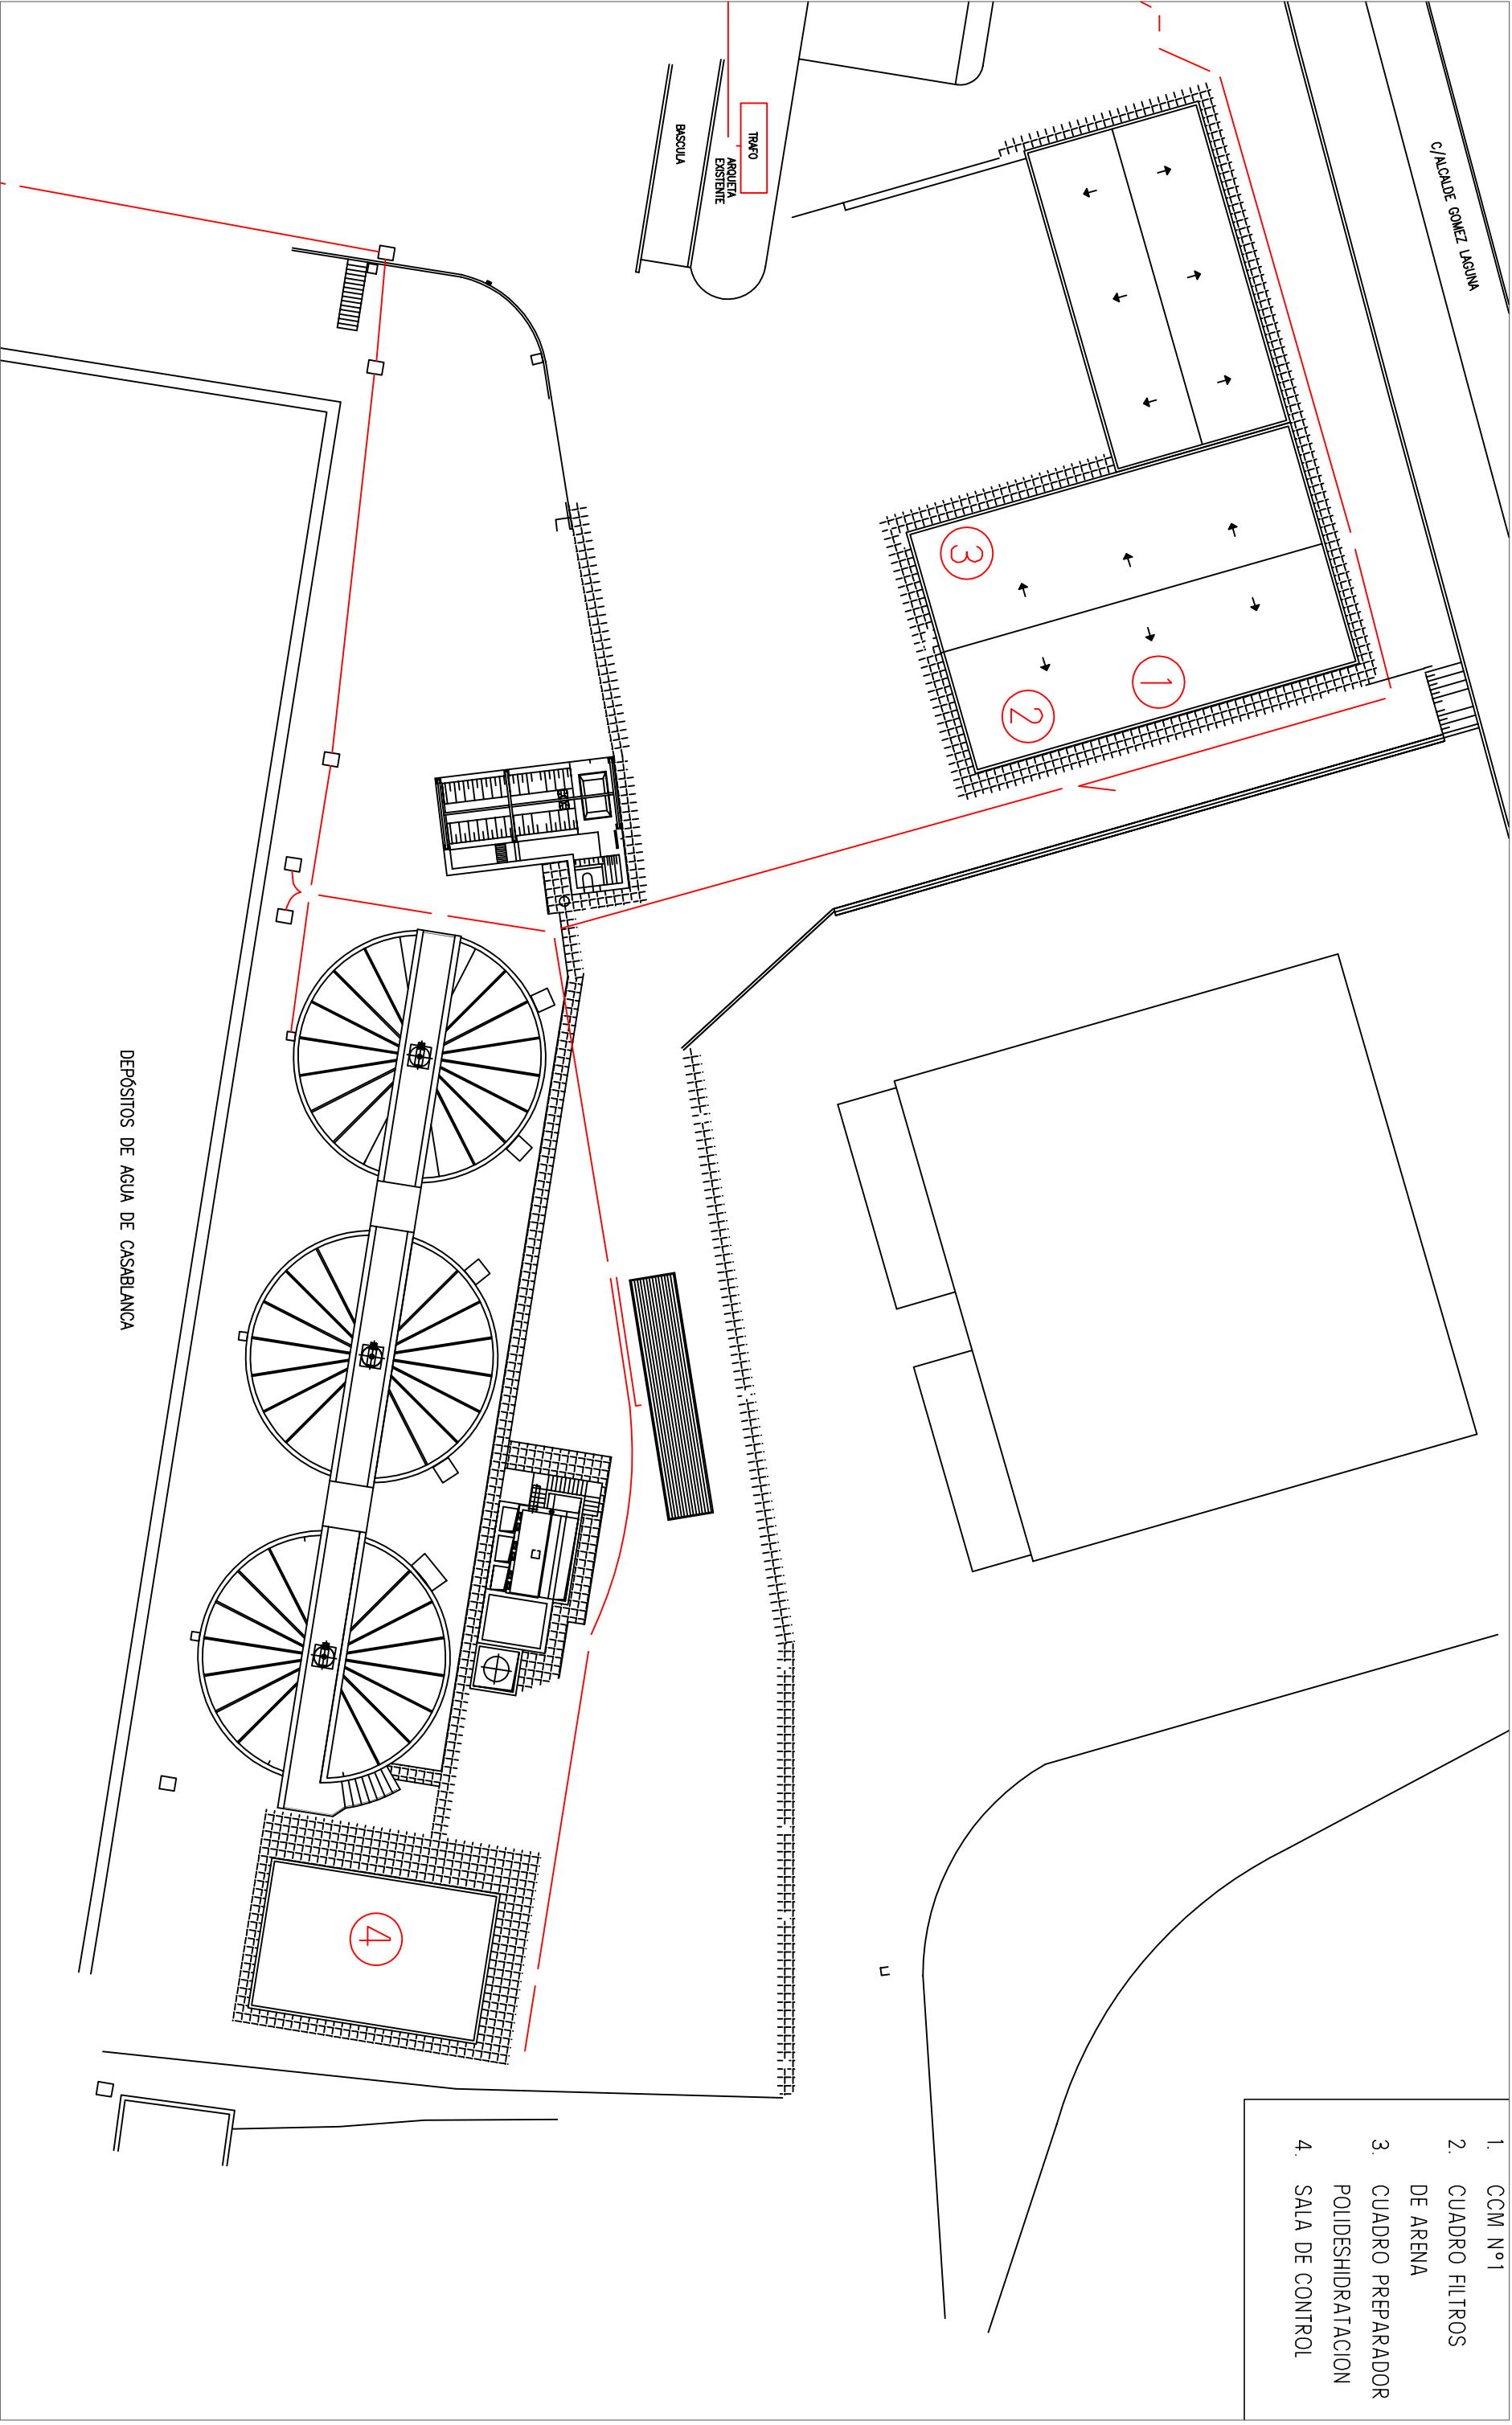 C/ALCALDE GOMEZ LAGUNA
TRAFO
ARQUETA
EXISTENTE
BASCULA
3
1
2
4
DEPÓSITOS DE AGUA DE CASABLANCA
1. CCM Nº1
2. CUADRO FILTROS
DE ARENA
3. CUADRO PREPARADOR
POLIDESHIDRATACION
4. SALA DE CONTROL